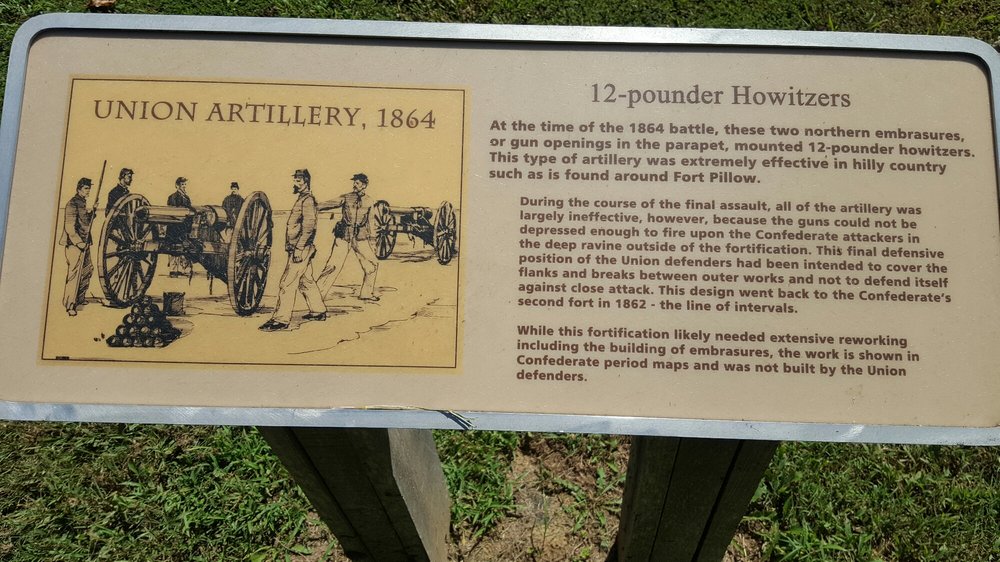 UNION ARTILLERY, 1864
12-pounder Howitzers
At the time of the 1864 battle, these two northern embrasures,
or gun openings in the parapet, mounted 12-pounder howitzers.
This type of artillery was extremely effective in hilly country
such as is found around Fort Pillow.
During the course of the final assault, all of the artillery was
largely ineffective, however, because the guns could not be
depressed enough to fire upon the Confederate attackers in
the deep ravine outside of the fortification. This final defensive
position of the Union defenders had been intended to cover the
flanks and breaks between outer works and not to defend itself
against close attack. This design went back to the Confederate's
second fort in 1862 - the line of intervals.
While this fortification likely needed extensive reworking
including the building of embrasures, the work is shown in
Confederate period maps and was not built by the Union
defenders.